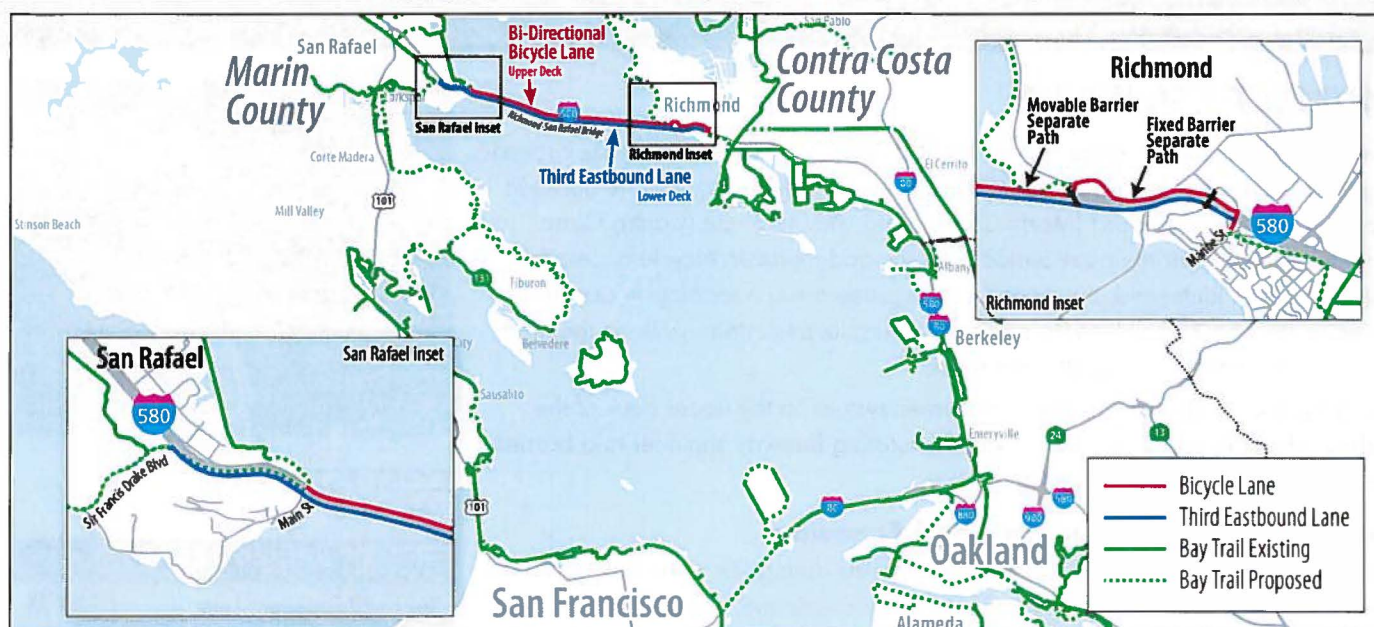 San Pablo
San Rafael
Marin
County
Larkspur
San Rafael inset
Bi-Directional
Bicycle Lane
Upper Deck
580
Richmond-San Rafael Bridge
Third Eastbound Lane
Lower Deck
Richmond
Richmond inset
Contra Costa
County
Richmond
Movable Barrier
Separate
Path
Fixed Barrier
Separate
Path
580
Marine St.
Richmond inset
Corte Madera
101
Mill Valley
Stinson Beach
El Cerrito
80
Albany
580
80
Berkeley
131
Tiburon
Belvedere
City
Sausalito
San Rafael
San Rafael inset
580
Sir Francis Drake Blvd
Main St.
101
Emeryville
24
13
80
880
980
580
Oakland
San Francisco
Alameda
Bicycle Lane
Third Eastbound Lane
Bay Trail Existing
Bay Trail Proposed